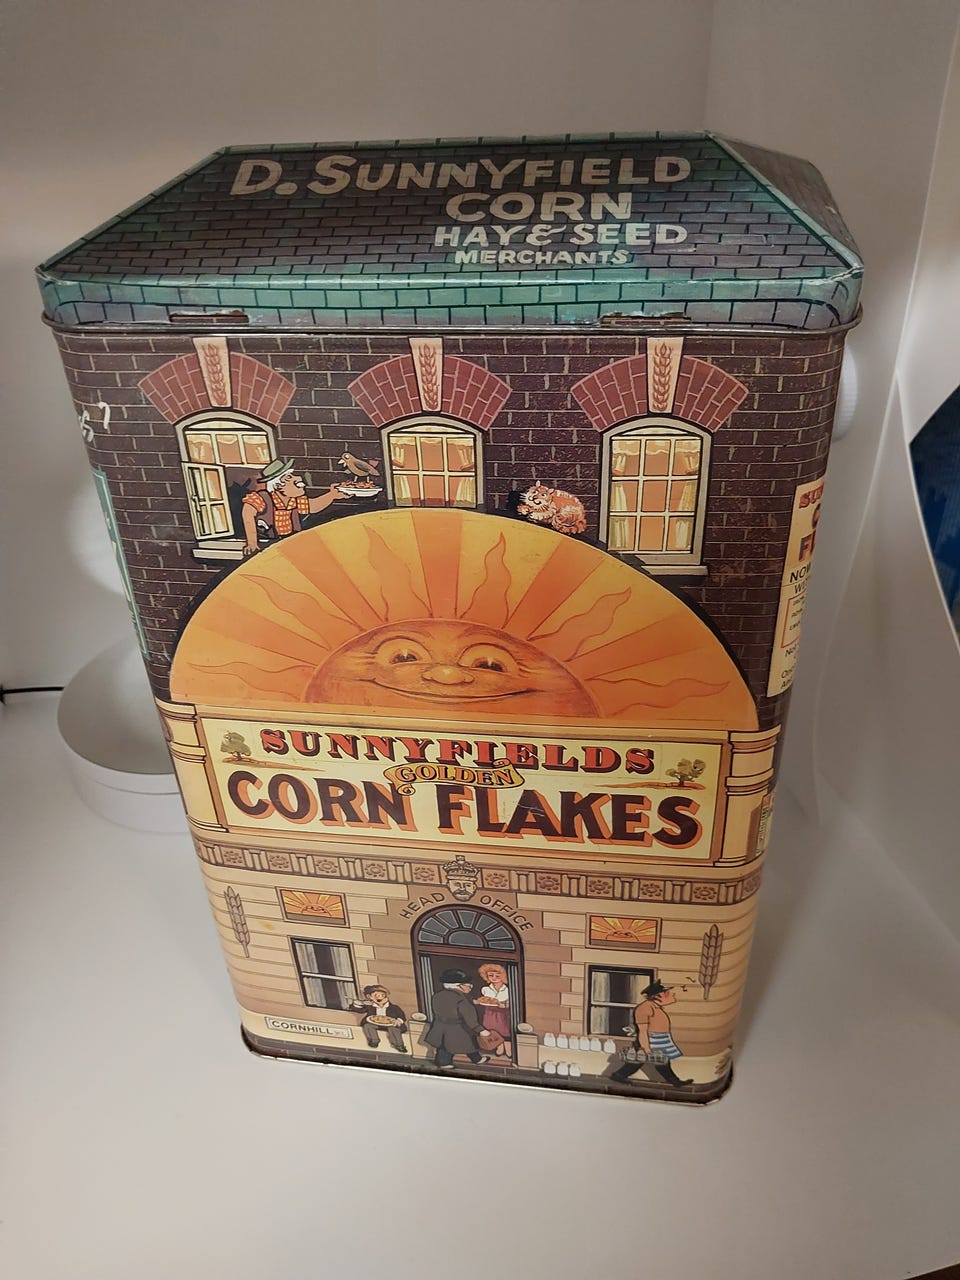 D. SUNNYFIELD
CORN
HAY & SEED
MERCHANTS
SUNNYFIELDS
GOLDEN
CORN FLAKES
HEAD OFFICE
CORNHILL